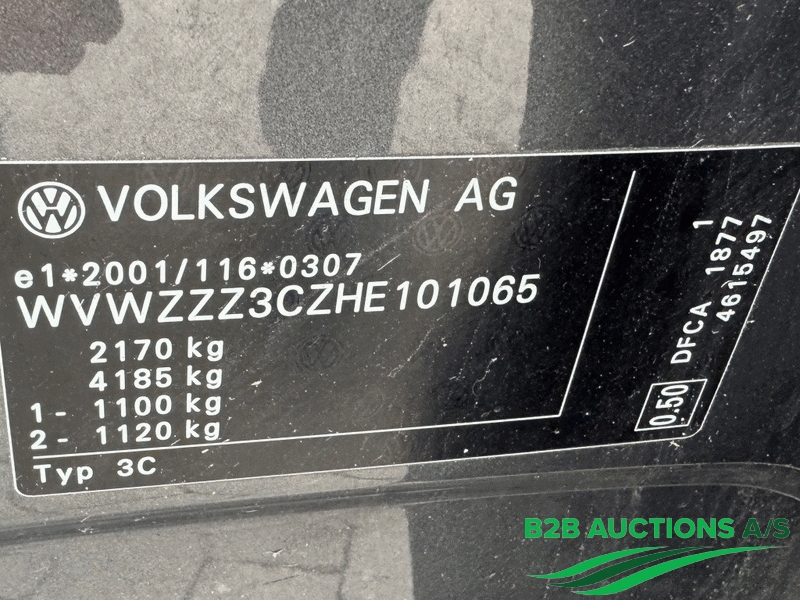 VOLKSWAGEN AG
e1*2001/116*0307
WVWZZZ3CZHE101065
2170 kg
4185 kg
1- 1100 kg
2- 1120 kg
Typ 3C
0.50 DFCA 1877 1
4615497
B2B AUCTIONS A/S